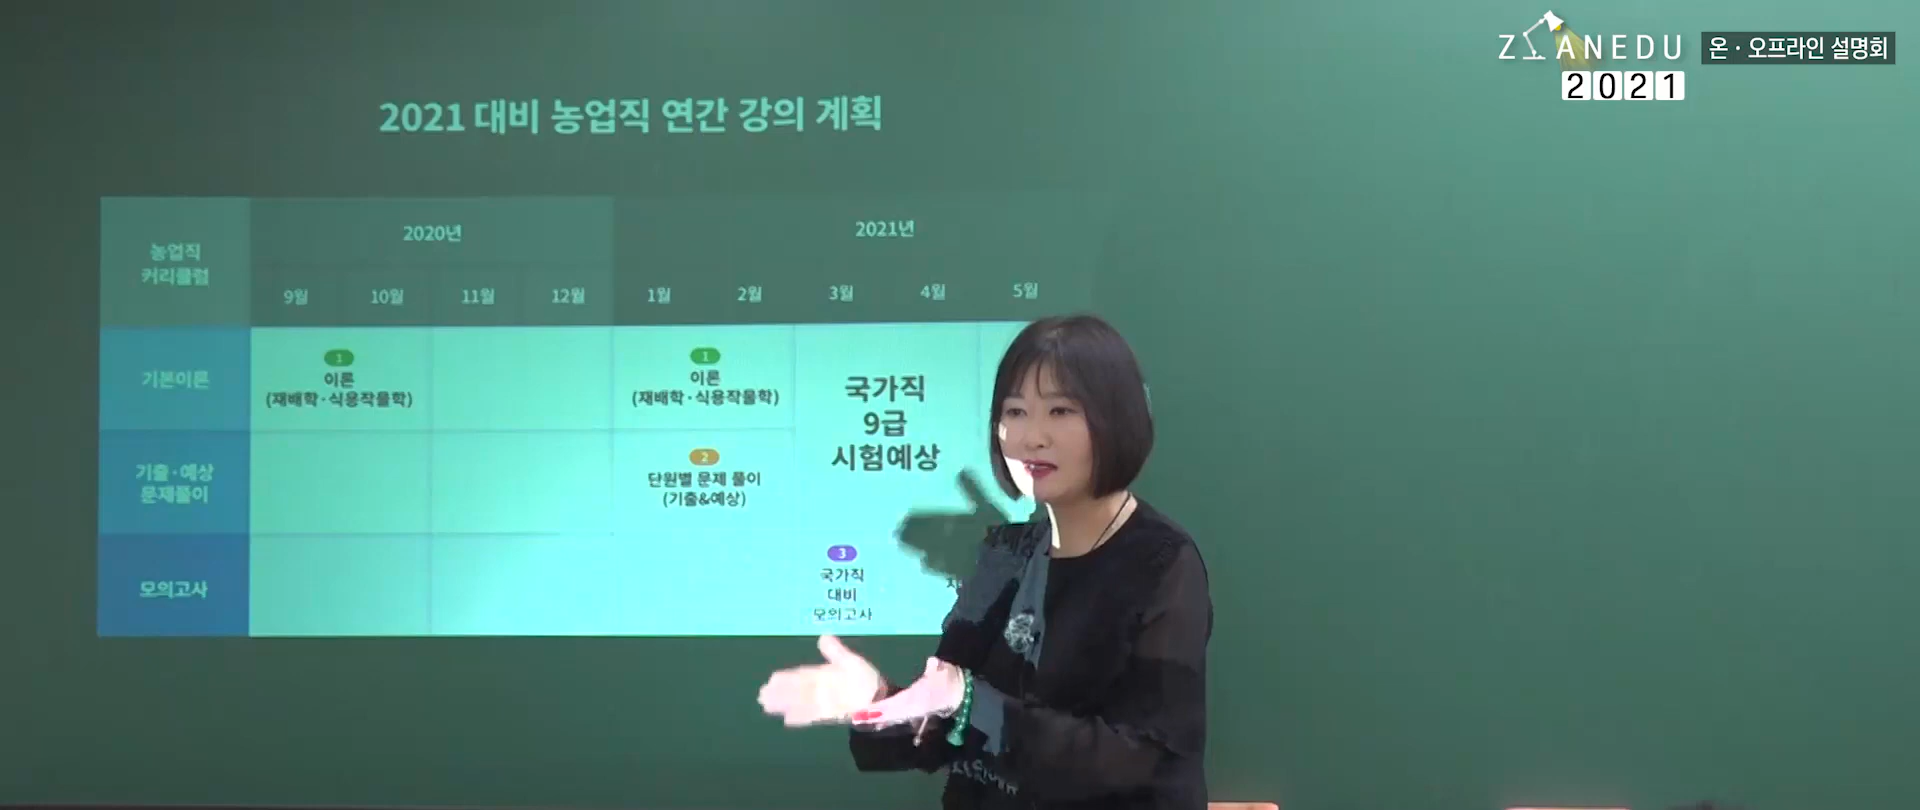 ZIANEDU
온·오프라인 설명회
2021
2021 대비 농업직 연간 강의 계획
농업직
커리큘럼
2020년
2021년
9월 10월 11월 12월 1월 2월 3월 4월 5월
기본이론
1
이론
(재배학·식용작물학)
1
이론
(재배학·식용작물학)
국가직
9급
시험예상
기출·예상
문제풀이
2
단원별 문제 풀이
(기출&예상)
모의고사
3
국가직
대비
모의고사